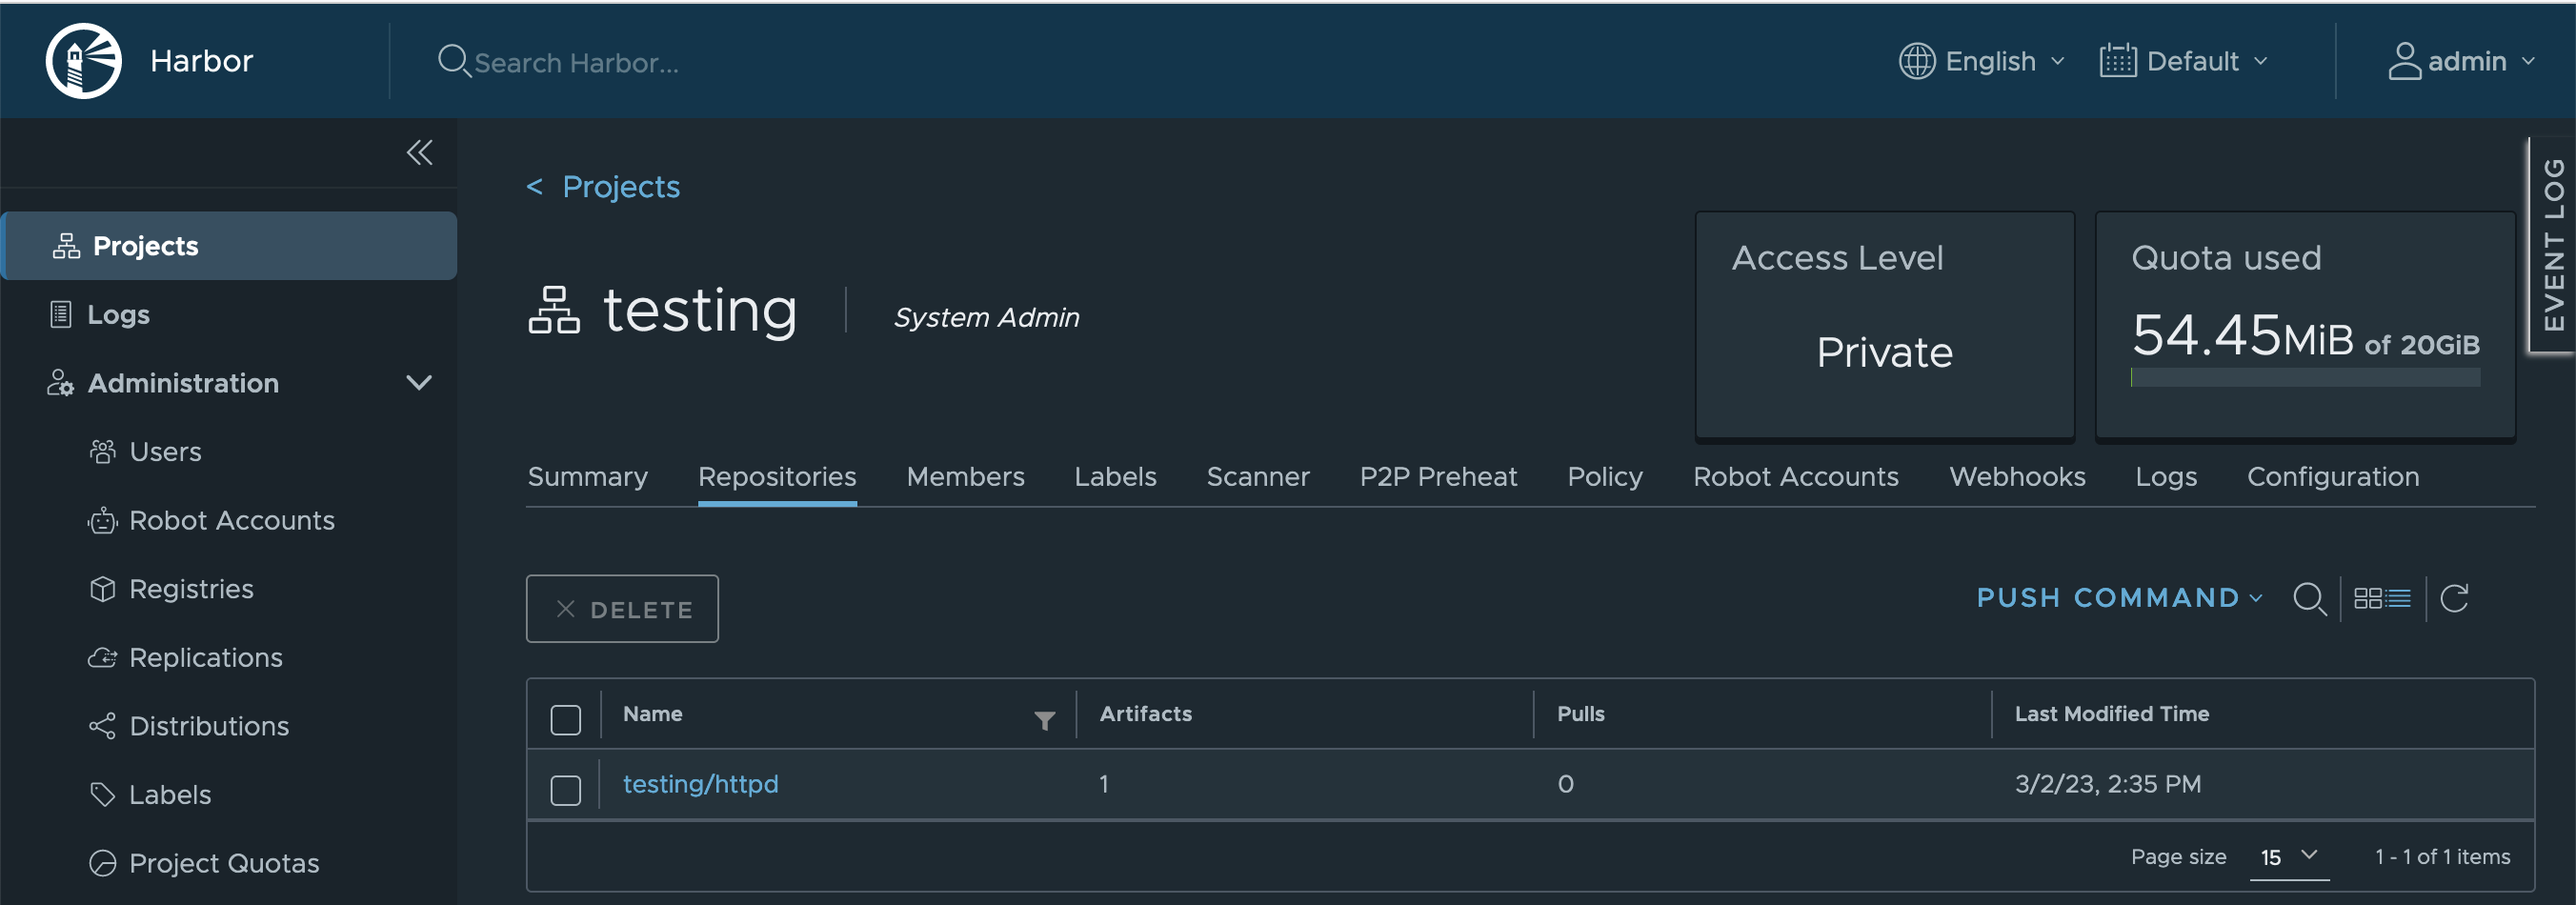 Harbor
Search Harbor...
English
Default
admin
Projects
Logs
Administration
Users
Robot Accounts
Registries
Replications
Distributions
Labels
Project Quotas
< Projects
testing
System Admin
Access Level
Private
Quota used
54.45MiB of 20GiB
EVENT LOG
Summary Repositories Members Labels Scanner P2P Preheat Policy Robot Accounts Webhooks Logs Configuration
DELETE
PUSH COMMAND
Name Artifacts Pulls Last Modified Time
testing/httpd 1 0 3/2/23, 2:35 PM
Page size 15 1 - 1 of 1 items